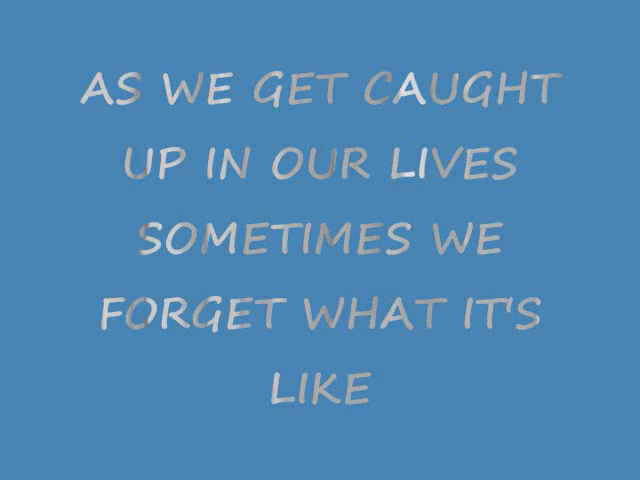 AS WE GET CAUGHT
UP IN OUR LIVES
SOMETIMES WE
FORGET WHAT IT'S
LIKE